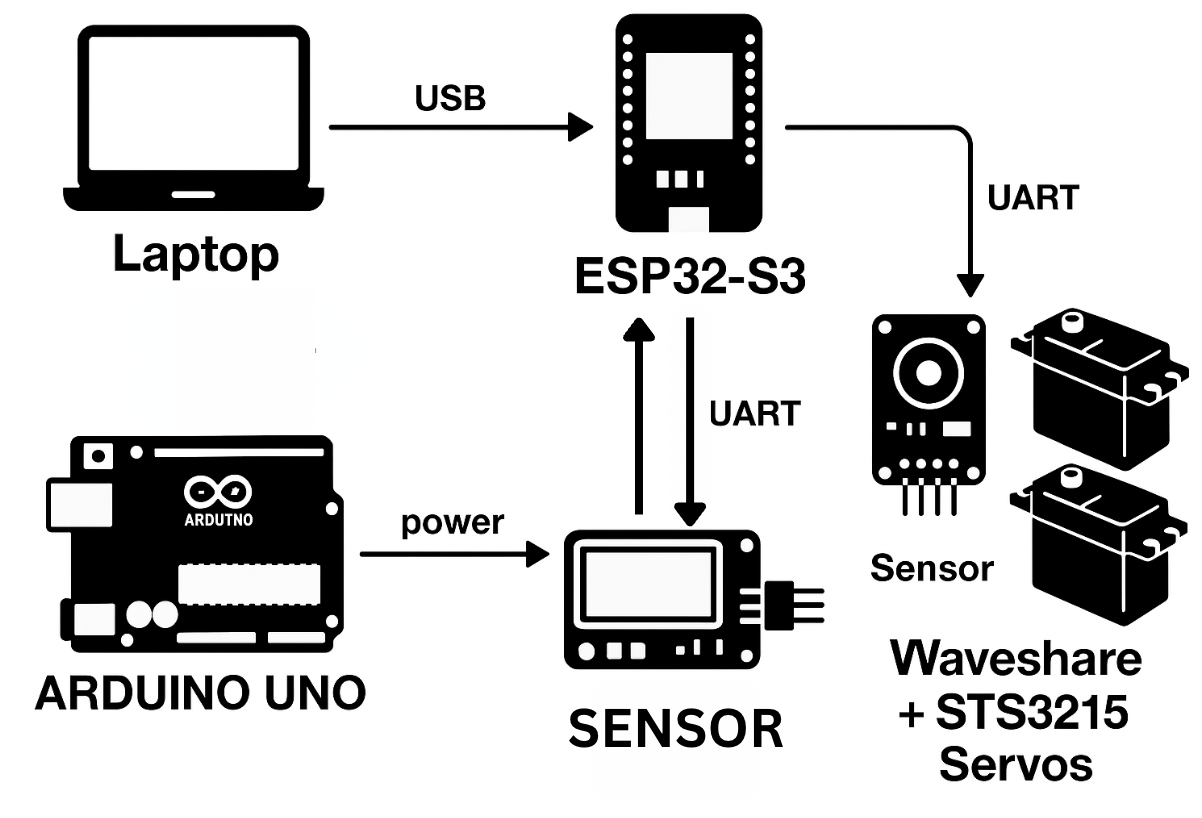 USB
Laptop
ESP32-S3
UART
UART
ARDUTNO
power
ARDUINO UNO
SENSOR
Sensor
Waveshare
+ STS3215
Servos